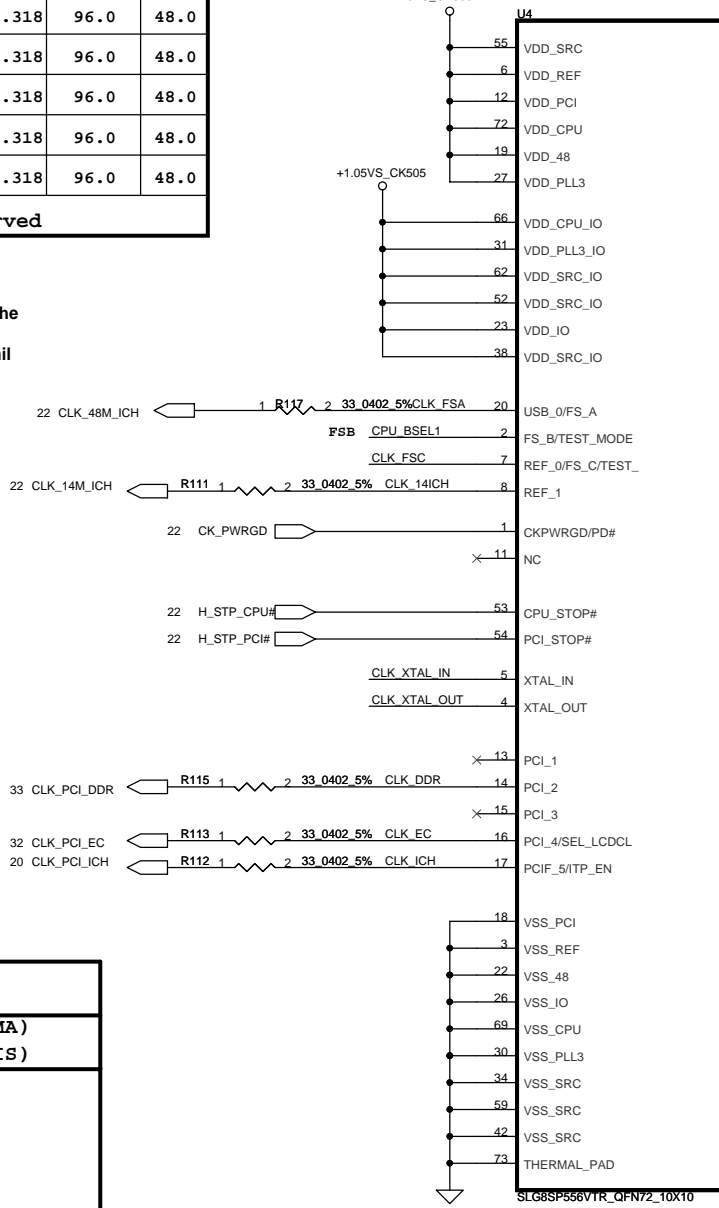 .318 96.0 48.0
.318 96.0 48.0
.318 96.0 48.0
.318 96.0 48.0
.318 96.0 48.0
U4
55 VDD_SRC
6 VDD_REF
12 VDD_PCI
72 VDD_CPU
19 VDD_48
27 VDD_PLL3
+1.05VS_CK505
66 VDD_CPU_IO
31 VDD_PLL3_IO
62 VDD_SRC_IO
52 VDD_SRC_IO
23 VDD_IO
38 VDD_SRC_IO
22 CLK_48M_ICH 1 R117 2 33_0402_5% CLK_FSA 20 USB_0/FS_A
FSB CPU_BSEL1 2 FS_B/TEST_MODE
CLK_FSC 7 REF_0/FS_C/TEST_
22 CLK_14M_ICH R111 1 2 33_0402_5% CLK_14ICH 8 REF_1
22 CK_PWRGD 1 CKPWRGD/PD#
11 NC
22 H_STP_CPU# 53 CPU_STOP#
22 H_STP_PCI# 54 PCI_STOP#
CLK_XTAL_IN 5 XTAL_IN
CLK_XTAL_OUT 4 XTAL_OUT
13 PCI_1
33 CLK_PCI_DDR R115 1 2 33_0402_5% CLK_DDR 14 PCI_2
15 PCI_3
32 CLK_PCI_EC R113 1 2 33_0402_5% CLK_EC 16 PCI_4/SEL_LCDCL
20 CLK_PCI_ICH R112 1 2 33_0402_5% CLK_ICH 17 PCIF_5/ITP_EN
18 VSS_PCI
3 VSS_REF
22 VSS_48
26 VSS_IO
69 VSS_CPU
30 VSS_PLL3
34 VSS_SRC
59 VSS_SRC
42 VSS_SRC
73 THERMAL_PAD
SLG8SP556VTR_QFN72_10X10